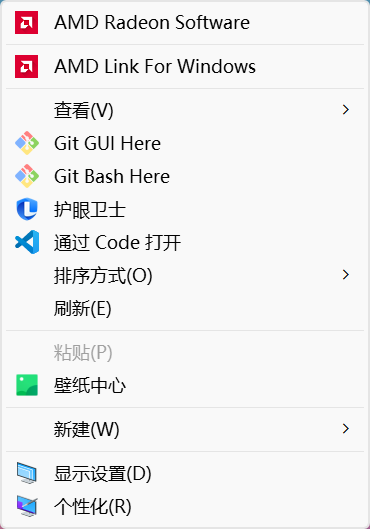 AMD Radeon Software
AMD Link For Windows
查看(V)
Git GUI Here
Git Bash Here
护眼卫士
通过 Code 打开
排序方式(O)
刷新(E)
粘贴(P)
壁纸中心
新建(W)
显示设置(D)
个性化(R)